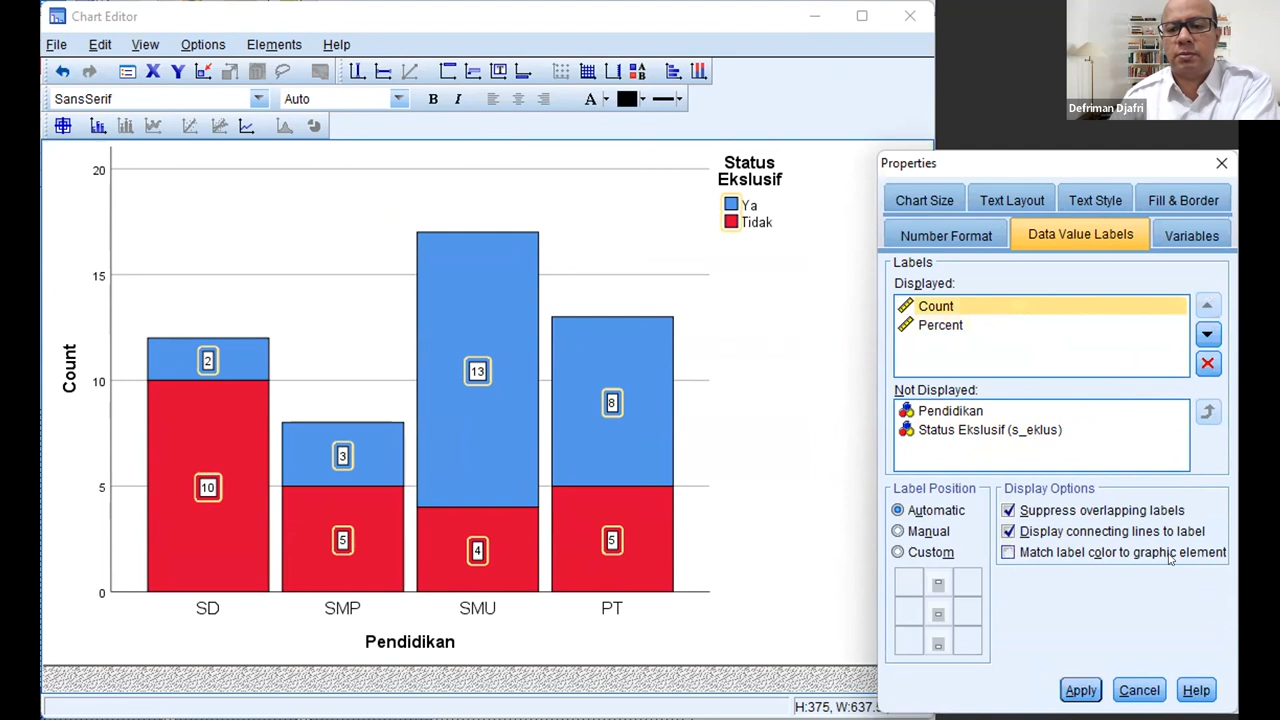 Chart Editor
File Edit View Options Elements Help
SansSerif Auto B I A
20
15
10
5
0
Count
2
10
3
5
13
4
8
5
SD SMP SMU PT
Pendidikan
Status
Ekslusif
Ya
Tidak
H:375, W:637.5
Defriman Djafri
Properties
Chart Size Text Layout Text Style Fill & Border
Number Format Data Value Labels Variables
Labels
Displayed:
Count
Percent
Not Displayed:
Pendidikan
Status Ekslusif (s_eklus)
Label Position
Automatic
Manual
Custom
Display Options
Suppress overlapping labels
Display connecting lines to label
Match label color to graphic element
Apply Cancel Help